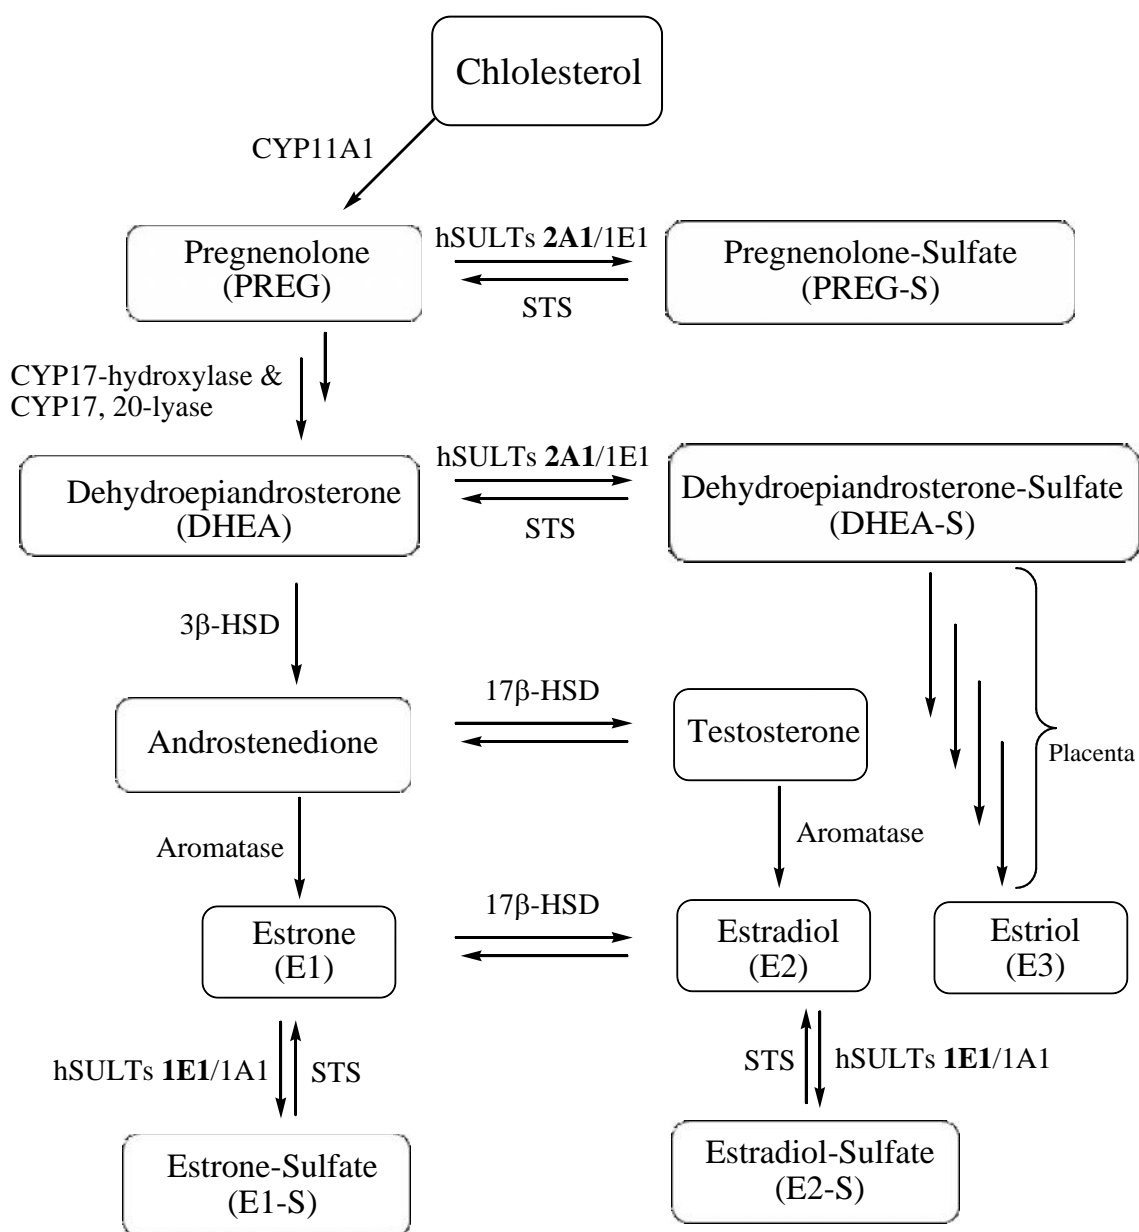 Chlolesterol
CYP11A1
Pregnenolone
(PREG)
hSULTs 2A1/1E1
STS
Pregnenolone-Sulfate
(PREG-S)
CYP17-hydroxylase &
CYP17, 20-lyase
Dehydroepiandrosterone
(DHEA)
hSULTs 2A1/1E1
STS
Dehydroepiandrosterone-Sulfate
(DHEA-S)
3β-HSD
Androstenedione
17β-HSD
Testosterone
Placenta
Aromatase
Aromatase
Estrone
(E1)
17β-HSD
Estradiol
(E2)
Estriol
(E3)
hSULTs 1E1/1A1
STS
STS
hSULTs 1E1/1A1
Estrone-Sulfate
(E1-S)
Estradiol-Sulfate
(E2-S)